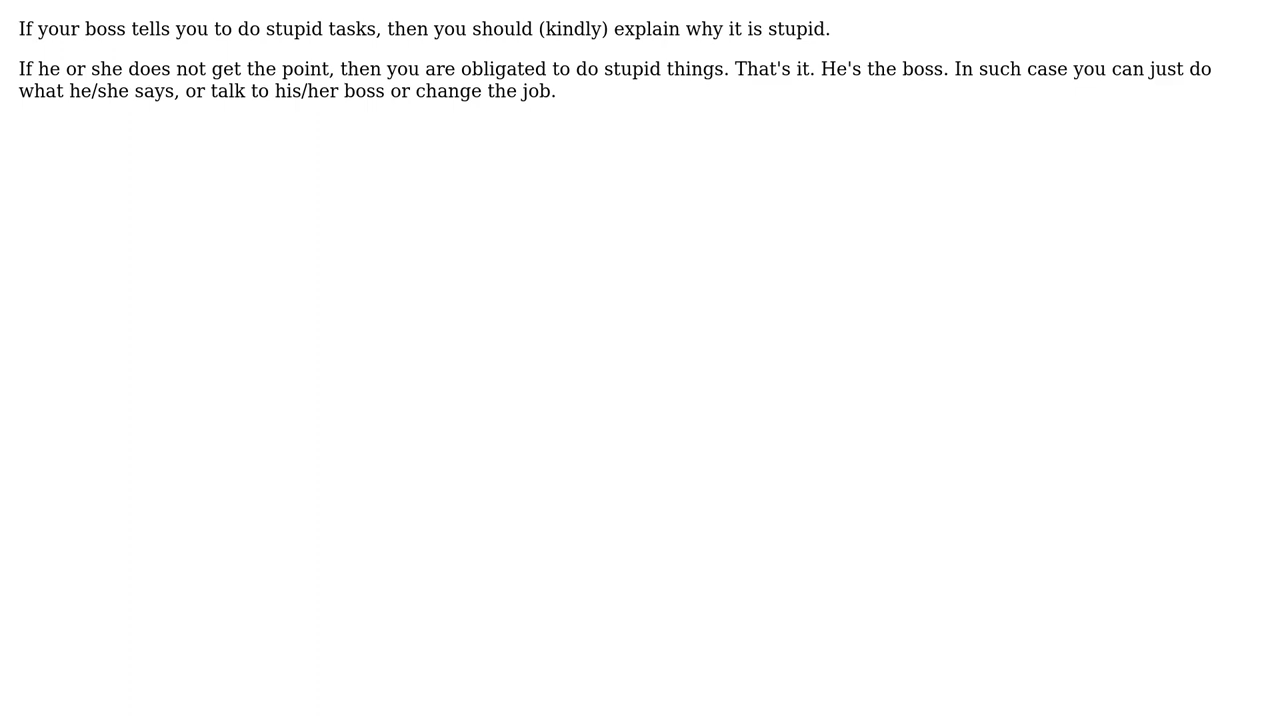 If your boss tells you to do stupid tasks, then you should (kindly) explain why it is stupid.
If he or she does not get the point, then you are obligated to do stupid things. That's it. He's the boss. In such case you can just do
what he/she says, or talk to his/her boss or change the job.